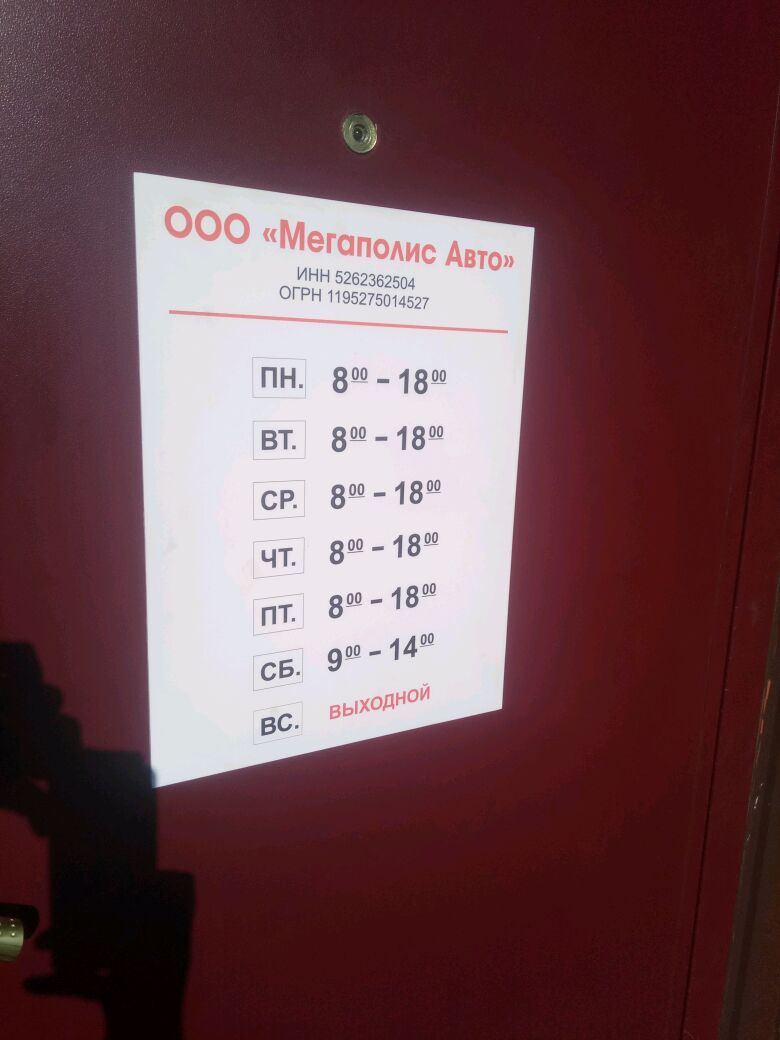 ООО «Мегаполис Авто»
ИНН 5262362504
ОГРН 1195275014527
ПН. 8⁰⁰ – 18⁰⁰
ВТ. 8⁰⁰ – 18⁰⁰
СР. 8⁰⁰ – 18⁰⁰
ЧТ. 8⁰⁰ – 18⁰⁰
ПТ. 8⁰⁰ – 18⁰⁰
СБ. 9⁰⁰ – 14⁰⁰
ВС. ВЫХОДНОЙ